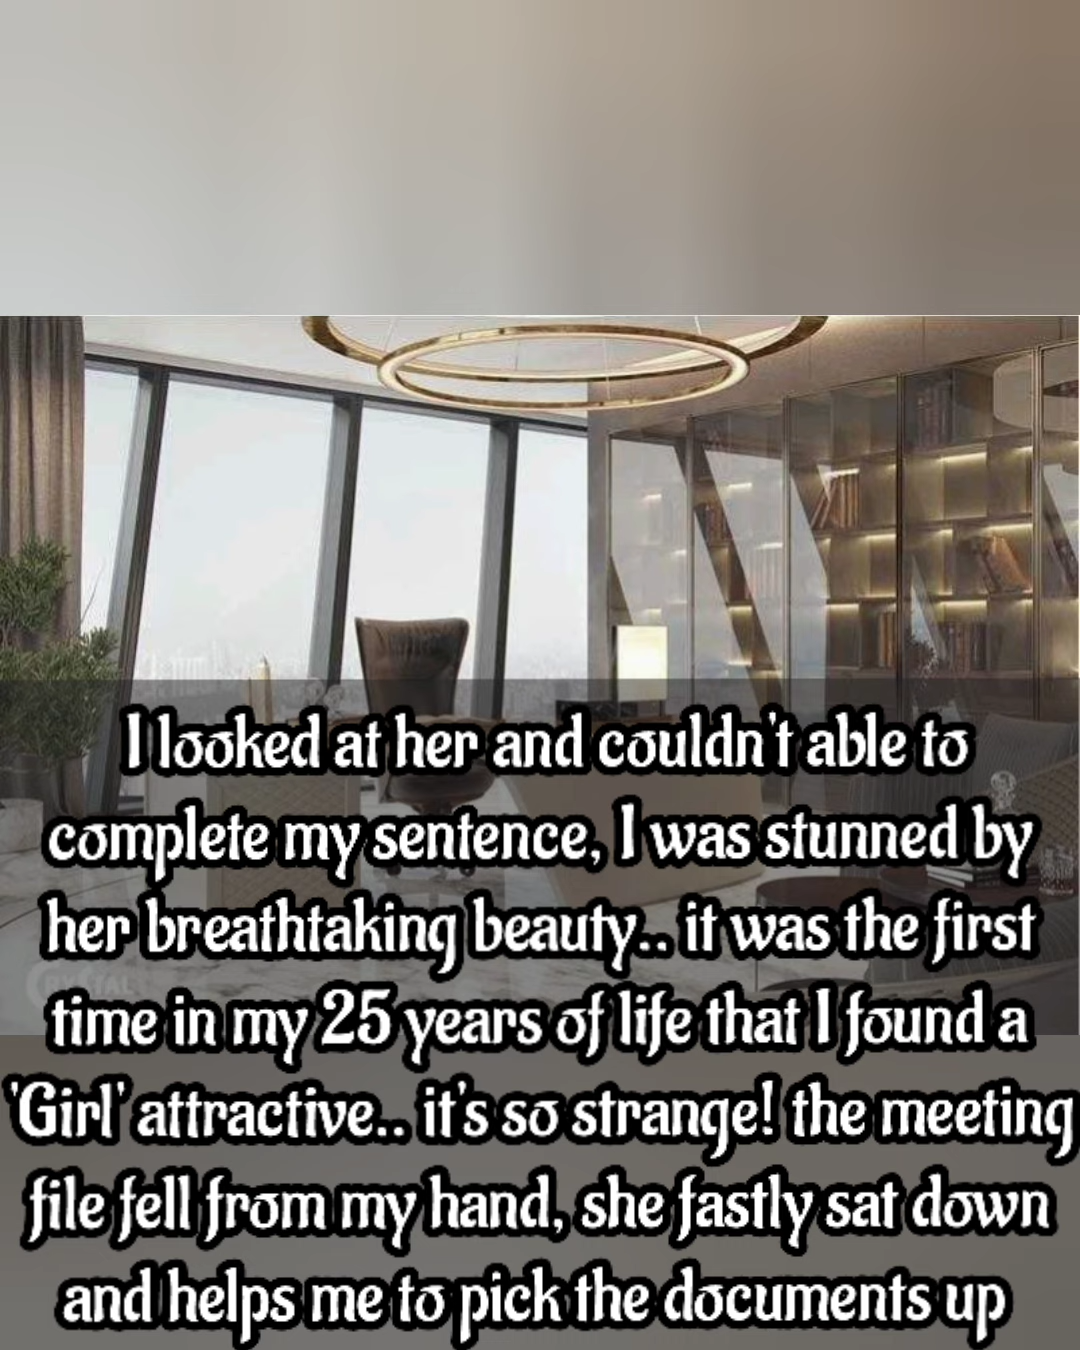 I looked at her and couldn't able to
complete my sentence, I was stunned by
her breathtaking beauty.. it was the first
time in my 25 years of life that I found a
'Girl' attractive.. it's so strange! the meeting
file fell from my hand, she fastly sat down
and helps me to pick the documents up
CRYSTAL